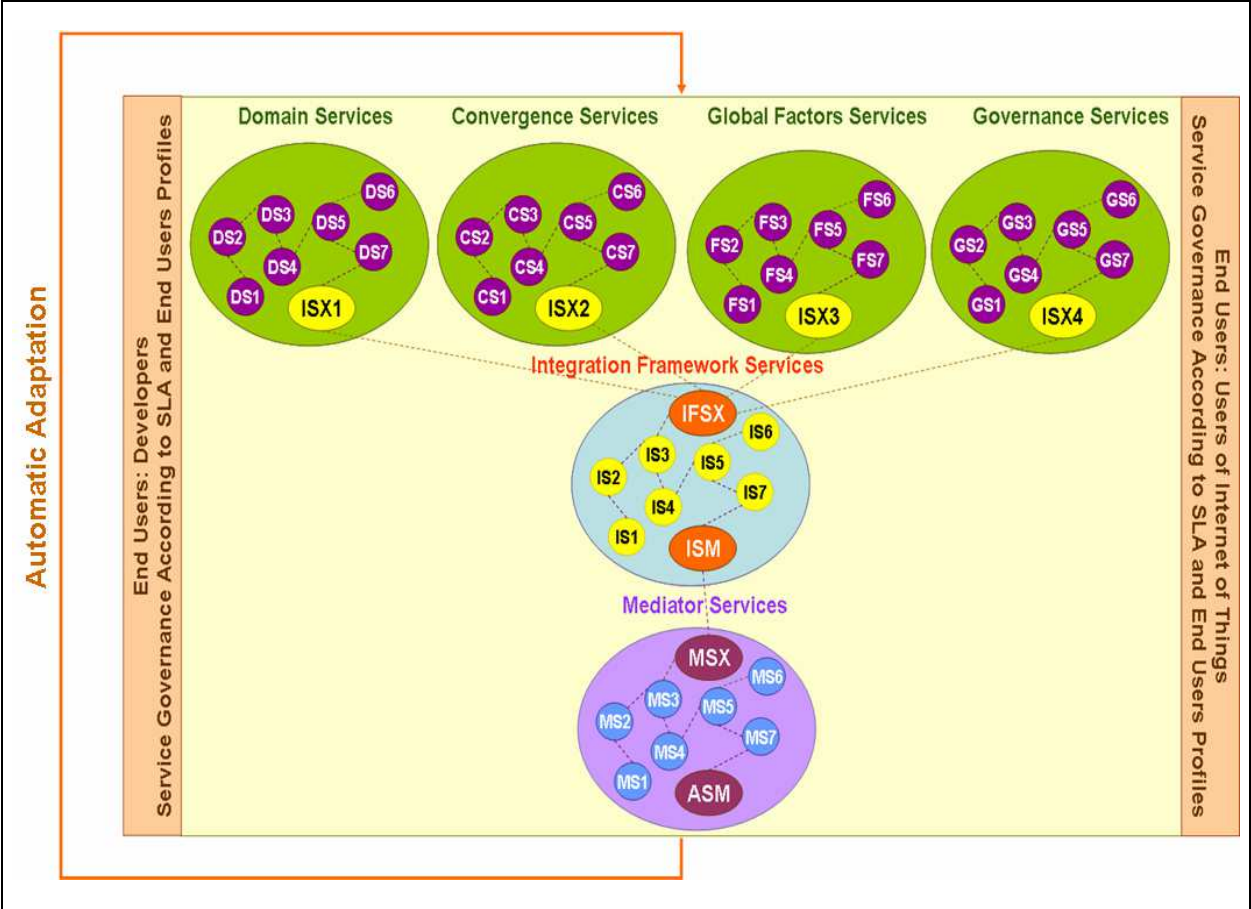 Automatic Adaptation
End Users: Developers
Service Governance According to SLA and End Users Profiles
Domain Services
DS1
DS2
DS3
DS4
DS5
DS6
DS7
ISX1
Convergence Services
CS1
CS2
CS3
CS4
CS5
CS6
CS7
ISX2
Global Factors Services
FS1
FS2
FS3
FS4
FS5
FS6
FS7
ISX3
Governance Services
GS1
GS2
GS3
GS4
GS5
GS6
GS7
ISX4
Integration Framework Services
IFSX
IS1
IS2
IS3
IS4
IS5
IS6
IS7
ISM
Mediator Services
MSX
MS1
MS2
MS3
MS4
MS5
MS6
MS7
ASM
End Users: Users of Internet of Things
Service Governance According to SLA and End Users Profiles